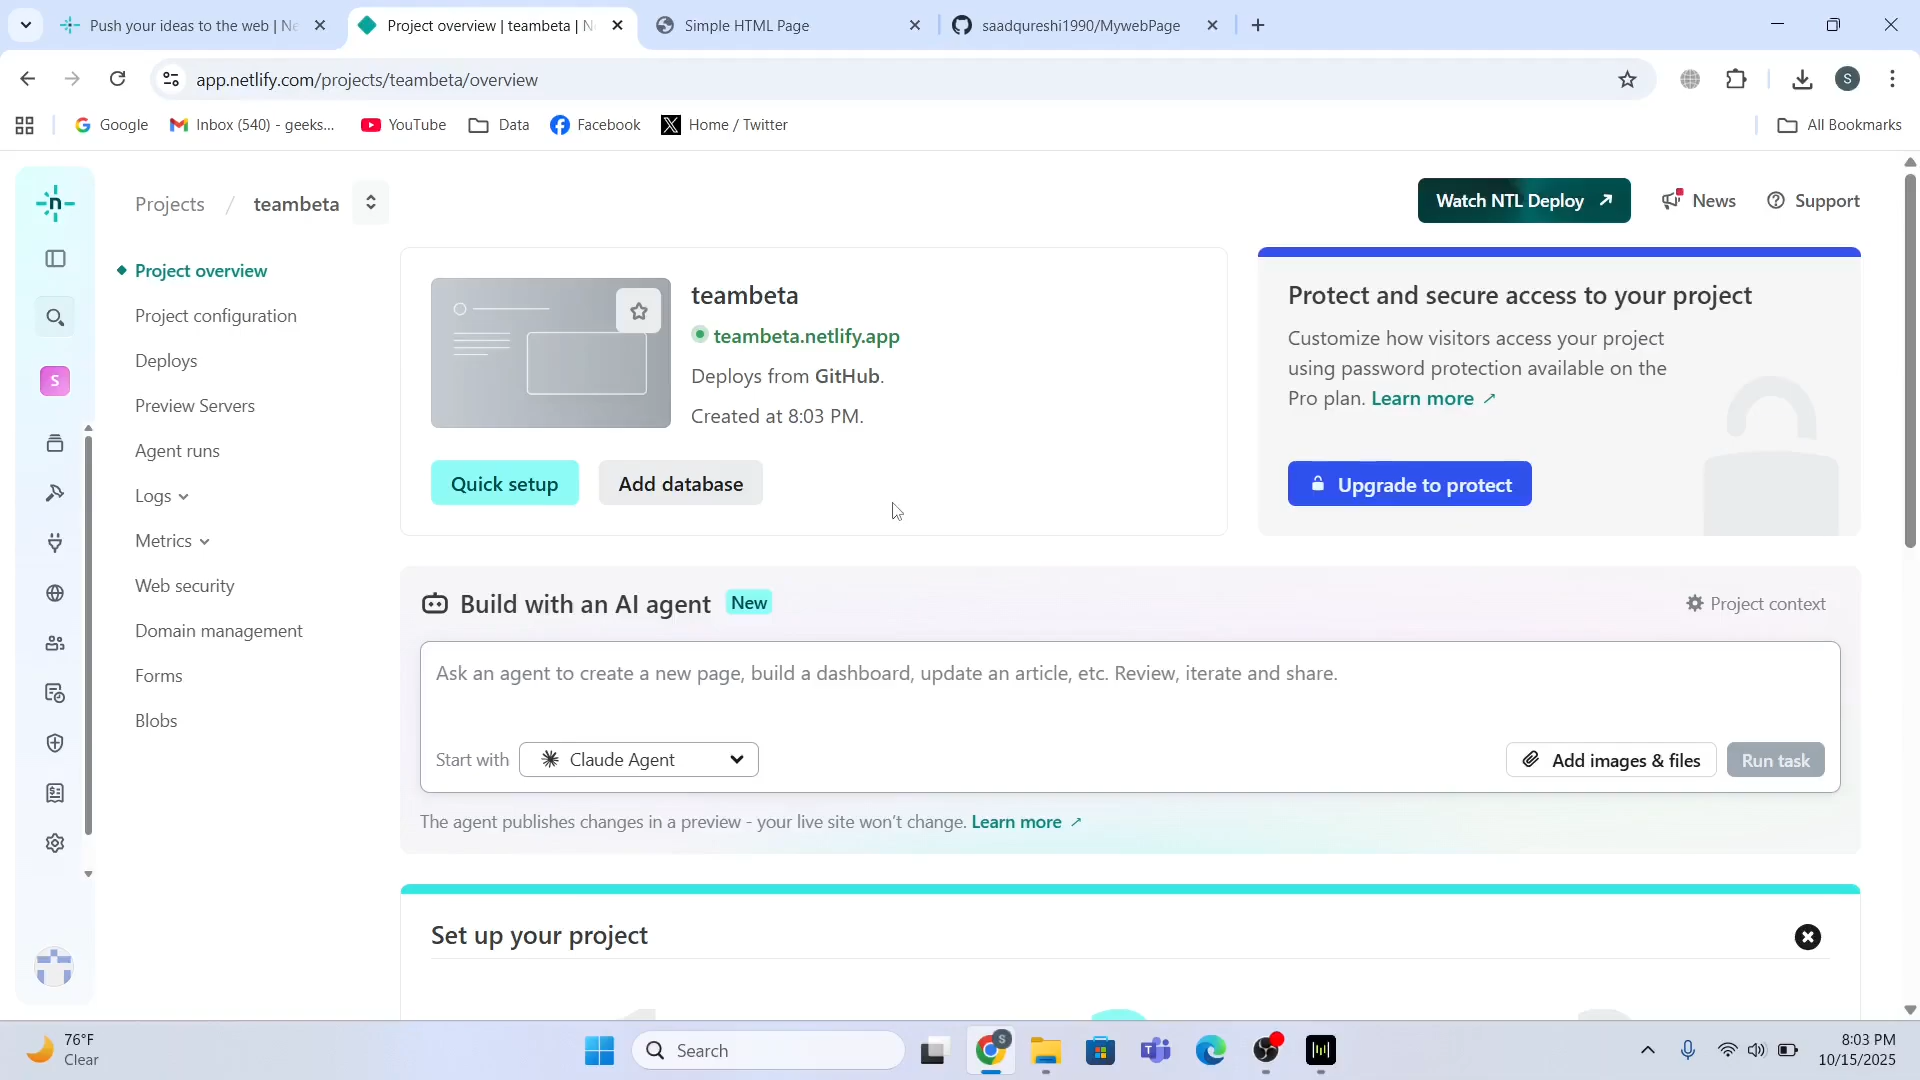 Push your ideas to the web | Ne
Project overview | teambeta | N
Simple HTML Page
saadqureshi1990/MywebPage
app.netlify.com/projects/teambeta/overview
S
Google
Inbox (540) - geeks...
YouTube
Data
Facebook
Home / Twitter
All Bookmarks
n
Projects / teambeta
Watch NTL Deploy
News
Support
Project overview
Project configuration
Deploys
Preview Servers
Agent runs
Logs
Metrics
Web security
Domain management
Forms
Blobs
S
teambeta
teambeta.netlify.app
Deploys from GitHub.
Created at 8:03 PM.
Quick setup
Add database
Protect and secure access to your project
Customize how visitors access your project
using password protection available on the
Pro plan. Learn more
Upgrade to protect
Build with an AI agent
New
Project context
Ask an agent to create a new page, build a dashboard, update an article, etc. Review, iterate and share.
Start with
Claude Agent
Add images & files
Run task
The agent publishes changes in a preview - your live site won't change. Learn more
Set up your project
76°F
Clear
Search
S
8:03 PM
10/15/2025